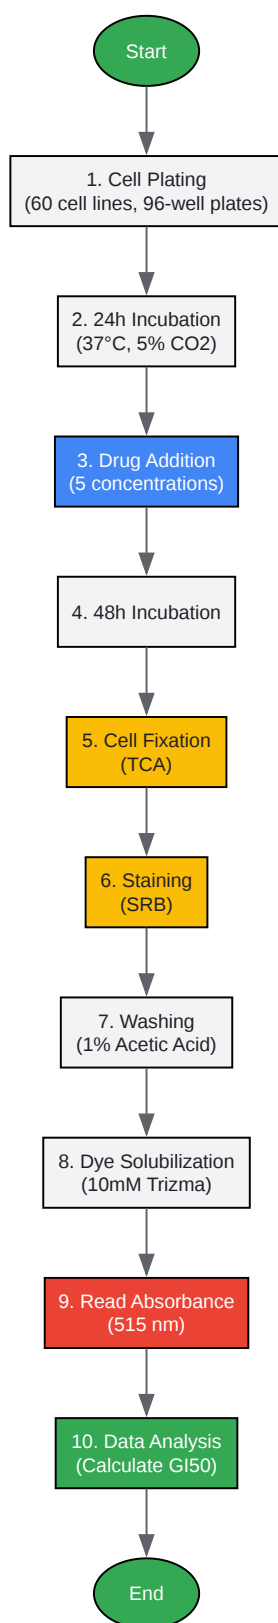 Start
1. Cell Plating
(60 cell lines, 96-well plates)
2. 24h Incubation
(37°C, 5% CO2)
3. Drug Addition
(5 concentrations)
4. 48h Incubation
5. Cell Fixation
(TCA)
6. Staining
(SRB)
7. Washing
(1% Acetic Acid)
8. Dye Solubilization
(10mM Trizma)
9. Read Absorbance
(515 nm)
10. Data Analysis
(Calculate GI50)
End